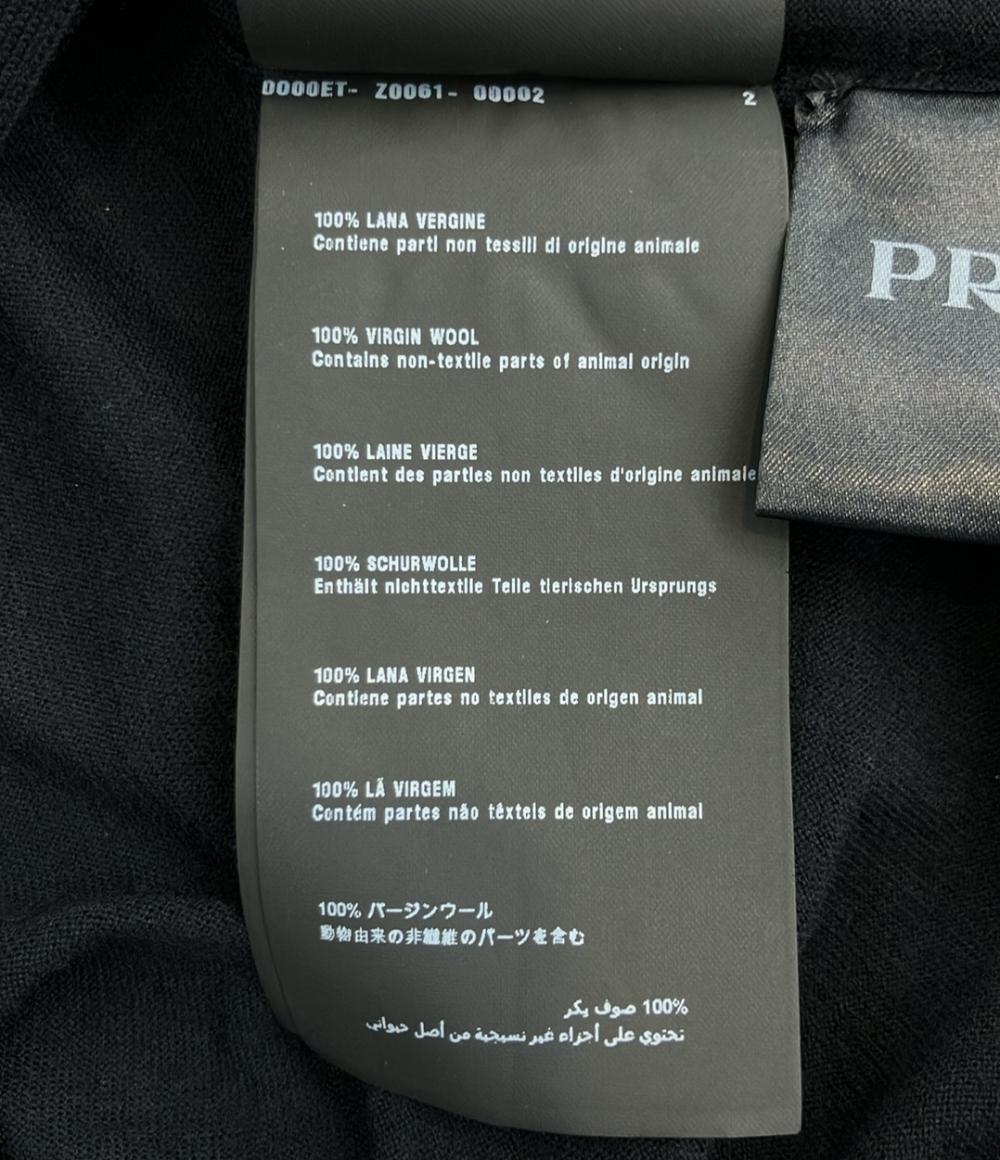 D000ET- Z0061- 00002 2
100% LANA VERGINE
Contiene parti non tessili di origine animale
100% VIRGIN WOOL
Contains non-textile parts of animal origin
100% LAINE VIERGE
Contient des parties non textiles d'origine animale
100% SCHURWOLLE
Enthält nichttextile Teile tierischen Ursprungs
100% LANA VIRGEN
Contiene partes no textiles de origen animal
100% LÃ VIRGEM
Contém partes não têxteis de origem animal
100% バージンウール
動物由来の非繊維のパーツを含む
100% صوف بكر
تحتوي على أجزاء غير نسيجية من أصل حيواني
PR